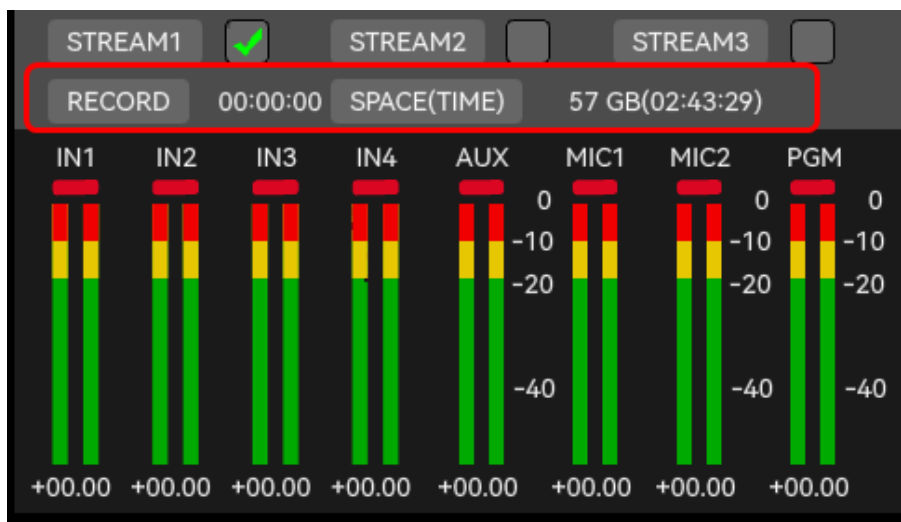 STREAM1 STREAM2 STREAM3
RECORD 00:00:00 SPACE(TIME) 57 GB(02:43:29)
IN1 IN2 IN3 IN4 AUX MIC1 MIC2 PGM
0 0 0
-10 -10 -10
-20 -20 -20
-40 -40 -40
+00.00 +00.00 +00.00 +00.00 +00.00 +00.00 +00.00 +00.00